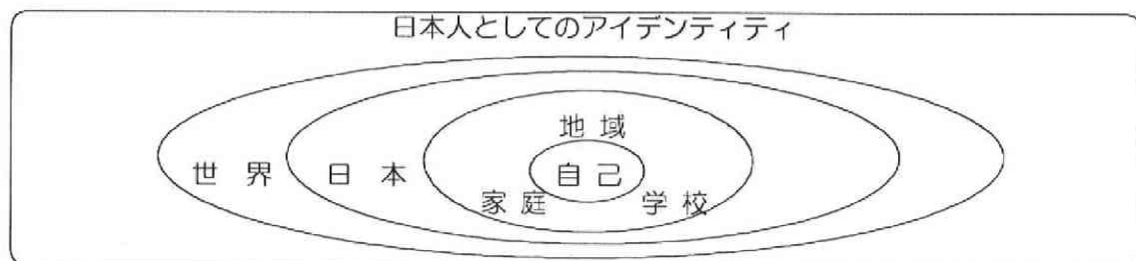 日本人としてのアイデンティティ
地域
世界 日本 自己
家庭 学校